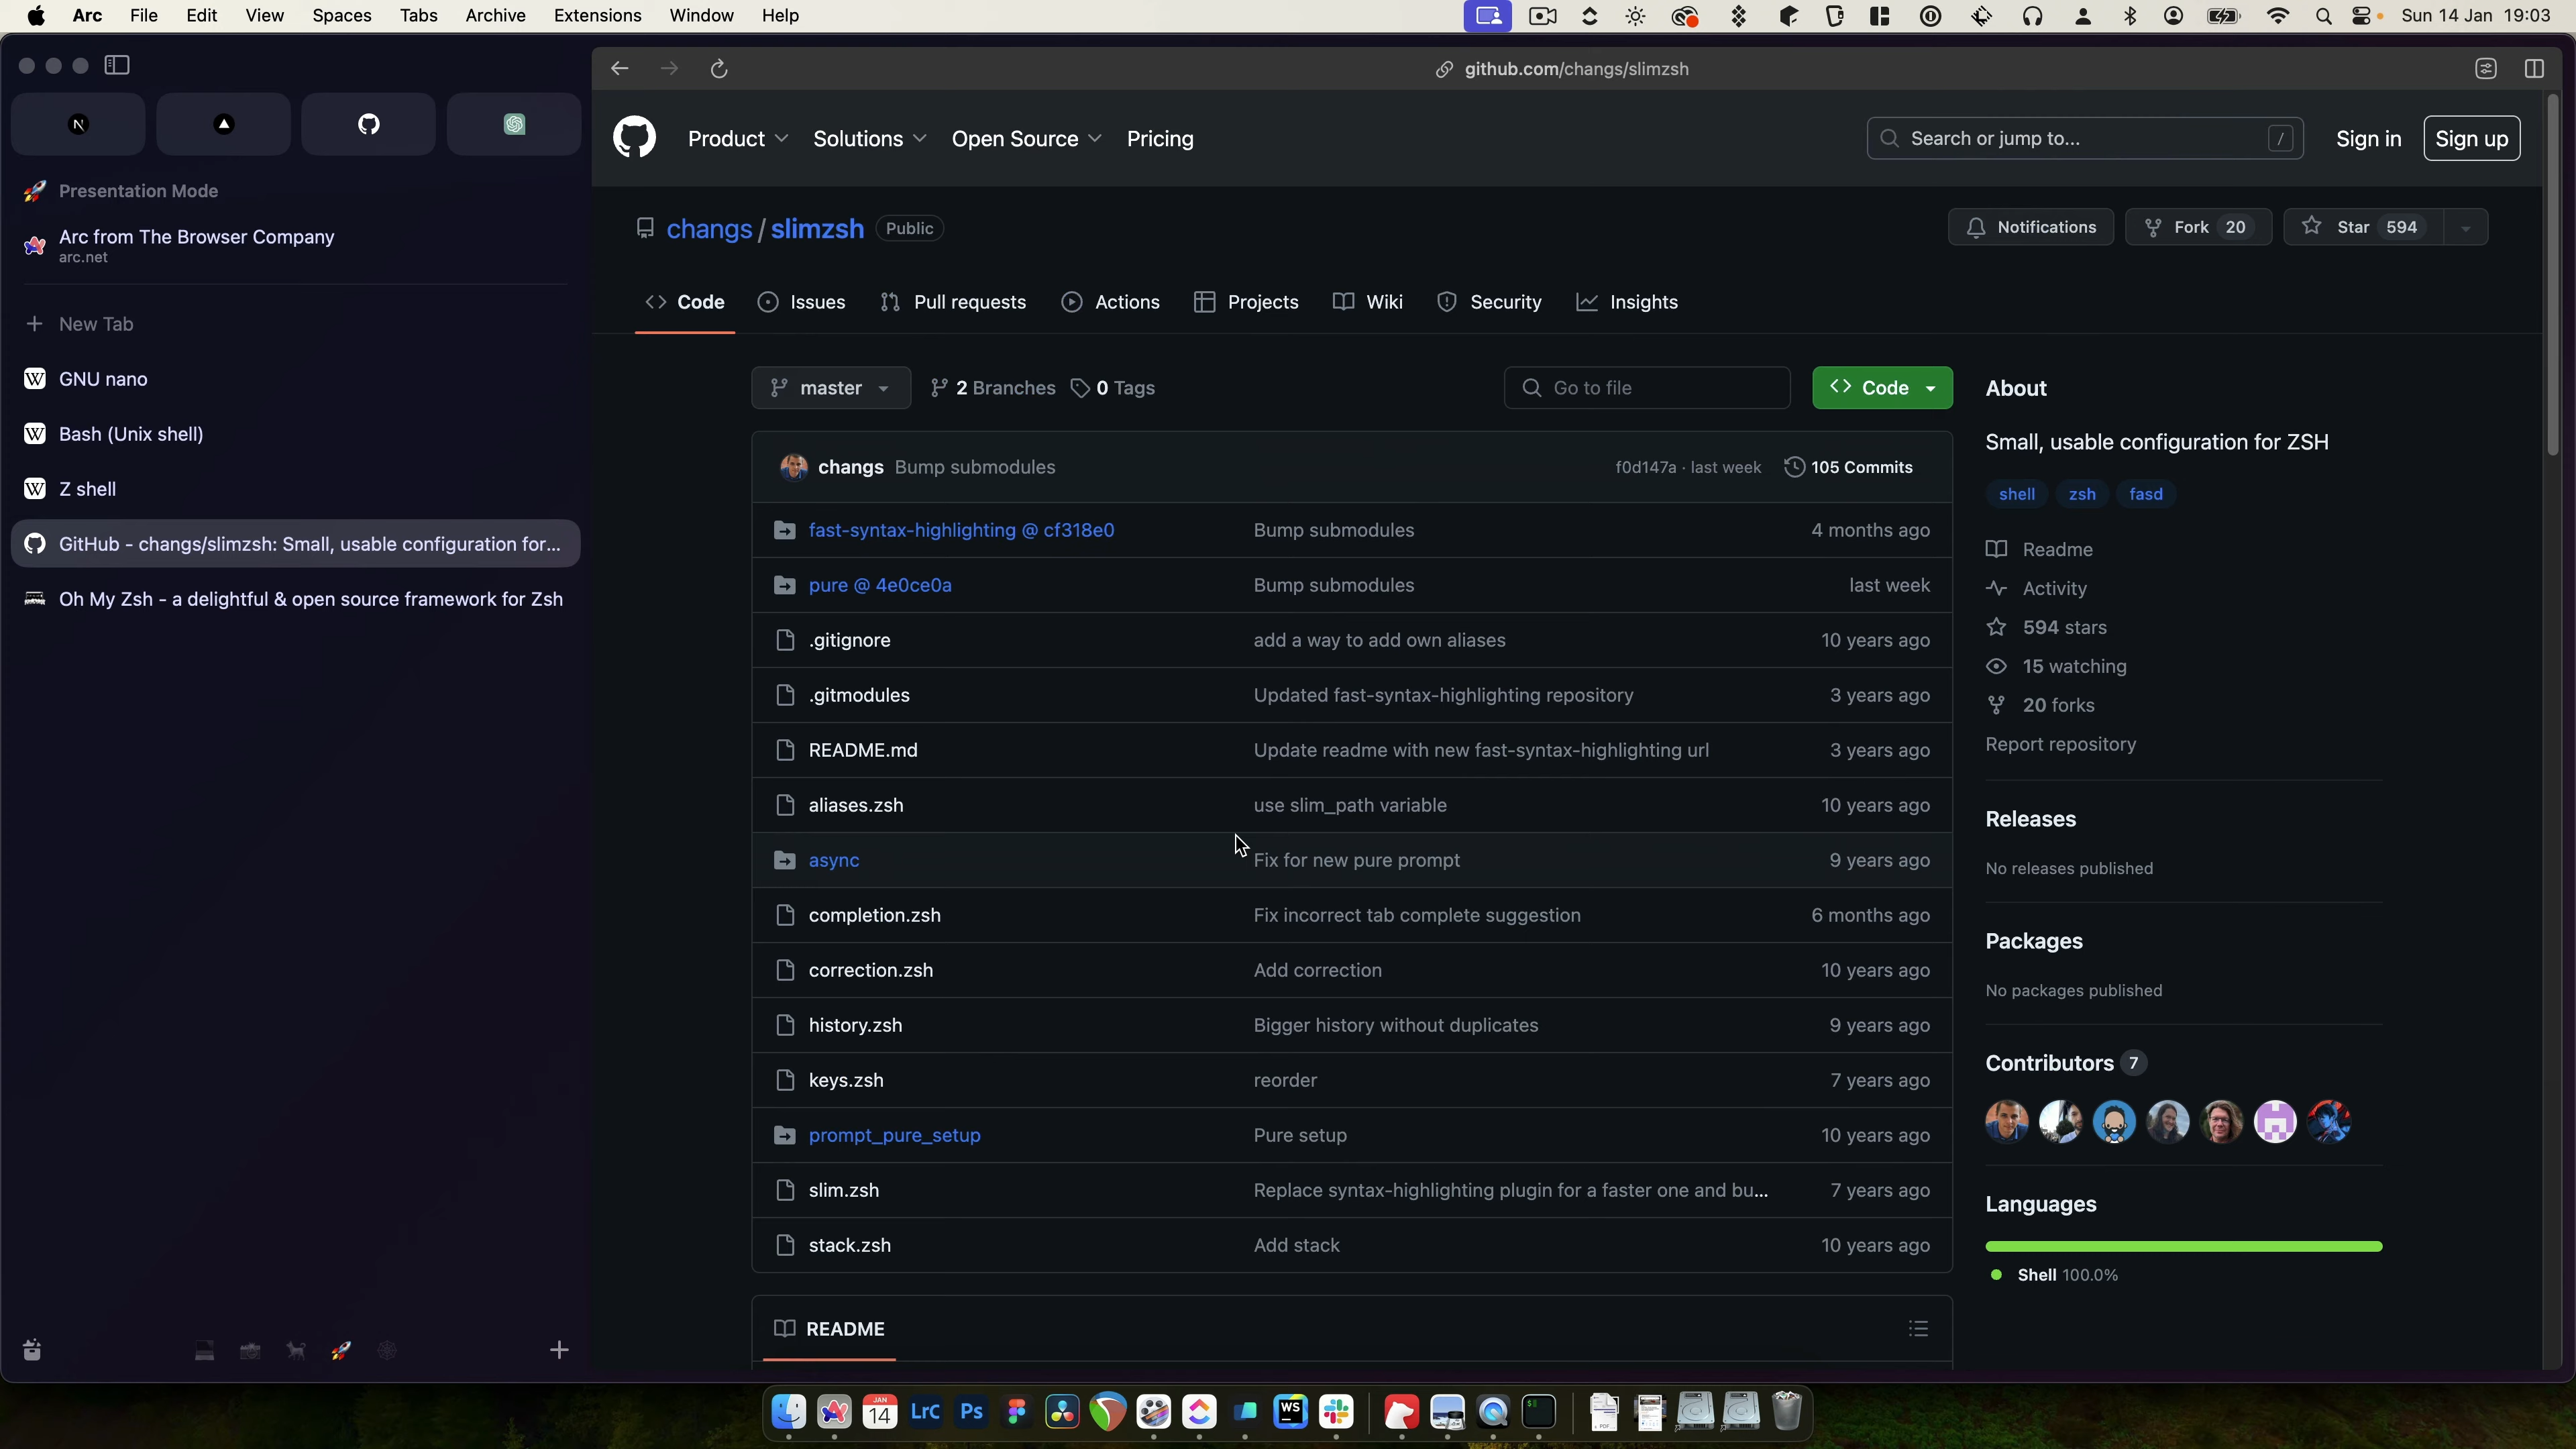 Arc File Edit View Spaces Tabs Archive Extensions Window Help
Sun 14 Jan 19:03
Presentation Mode
Arc from The Browser Company
arc.net
New Tab
GNU nano
Bash (Unix shell)
Z shell
GitHub - changs/slimzsh: Small, usable configuration for...
Oh My Zsh - a delightful & open source framework for Zsh
github.com/changs/slimzsh
Product Solutions Open Source Pricing
Search or jump to... /
Sign in Sign up
changs / slimzsh Public
Notifications Fork 20 Star 594
Code Issues Pull requests Actions Projects Wiki Security Insights
master 2 Branches 0 Tags
Go to file
Code
changs Bump submodules f0d147a · last week 105 Commits
fast-syntax-highlighting @ cf318e0 Bump submodules 4 months ago
pure @ 4e0ce0a Bump submodules last week
.gitignore add a way to add own aliases 10 years ago
.gitmodules Updated fast-syntax-highlighting repository 3 years ago
README.md Update readme with new fast-syntax-highlighting url 3 years ago
aliases.zsh use slim_path variable 10 years ago
async Fix for new pure prompt 9 years ago
completion.zsh Fix incorrect tab complete suggestion 6 months ago
correction.zsh Add correction 10 years ago
history.zsh Bigger history without duplicates 9 years ago
keys.zsh reorder 7 years ago
prompt_pure_setup Pure setup 10 years ago
slim.zsh Replace syntax-highlighting plugin for a faster one and bu... 7 years ago
stack.zsh Add stack 10 years ago
README
About
Small, usable configuration for ZSH
shell zsh fasd
Readme
Activity
594 stars
15 watching
20 forks
Report repository
Releases
No releases published
Packages
No packages published
Contributors 7
Languages
Shell 100.0%
JAN
14
LrC
Ps
WS